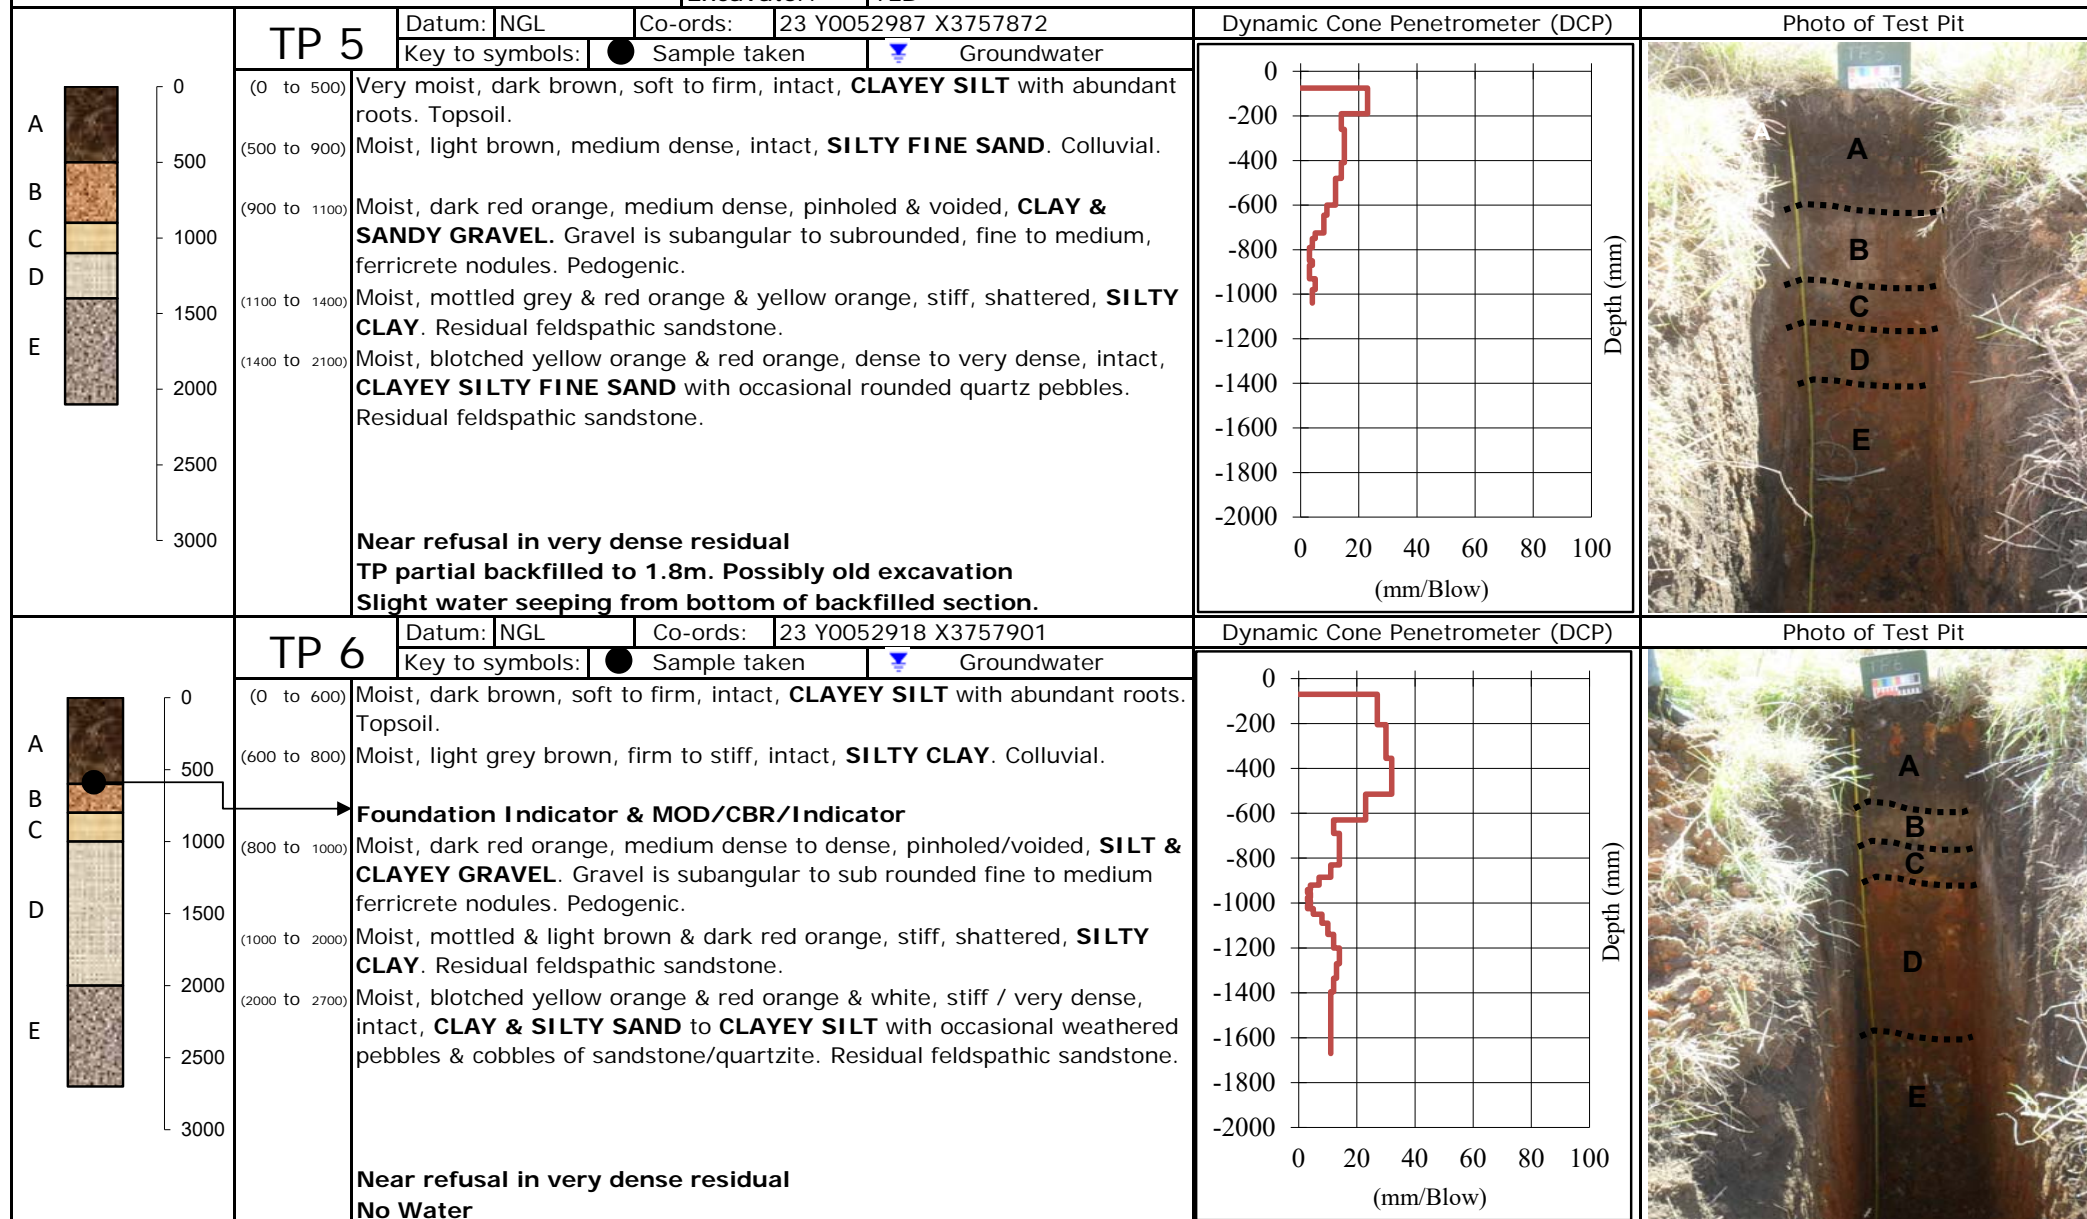 TP 5
Datum: NGL Co-ords: 23 Y0052987 X3757872
Key to symbols: Sample taken Groundwater
Dynamic Cone Penetrometer (DCP)
Photo of Test Pit
A
B
C
D
E
0
500
1000
1500
2000
2500
3000
(0 to 500) Very moist, dark brown, soft to firm, intact, CLAYEY SILT with abundant
roots. Topsoil.
(500 to 900) Moist, light brown, medium dense, intact, SILTY FINE SAND. Colluvial.
(900 to 1100) Moist, dark red orange, medium dense, pinholed & voided, CLAY &
SANDY GRAVEL. Gravel is subangular to subrounded, fine to medium,
ferricrete nodules. Pedogenic.
(1100 to 1400) Moist, mottled grey & red orange & yellow orange, stiff, shattered, SILTY
CLAY. Residual feldspathic sandstone.
(1400 to 2100) Moist, blotched yellow orange & red orange, dense to very dense, intact,
CLAYEY SILTY FINE SAND with occasional rounded quartz pebbles.
Residual feldspathic sandstone.
Near refusal in very dense residual
TP partial backfilled to 1.8m. Possibly old excavation
Slight water seeping from bottom of backfilled section.
0
-200
-400
-600
-800
-1000
-1200
-1400
-1600
-1800
-2000
0 20 40 60 80 100
(mm/Blow)
Depth (mm)
TP5
A
A
B
C
D
E
TP 6
Datum: NGL Co-ords: 23 Y0052918 X3757901
Key to symbols: Sample taken Groundwater
Dynamic Cone Penetrometer (DCP)
Photo of Test Pit
A
B
C
D
E
0
500
1000
1500
2000
2500
3000
(0 to 600) Moist, dark brown, soft to firm, intact, CLAYEY SILT with abundant roots.
Topsoil.
(600 to 800) Moist, light grey brown, firm to stiff, intact, SILTY CLAY. Colluvial.
Foundation Indicator & MOD/CBR/Indicator
(800 to 1000) Moist, dark red orange, medium dense to dense, pinholed/voided, SILT &
CLAYEY GRAVEL. Gravel is subangular to sub rounded fine to medium
ferricrete nodules. Pedogenic.
(1000 to 2000) Moist, mottled & light brown & dark red orange, stiff, shattered, SILTY
CLAY. Residual feldspathic sandstone.
(2000 to 2700) Moist, blotched yellow orange & red orange & white, stiff / very dense,
intact, CLAY & SILTY SAND to CLAYEY SILT with occasional weathered
pebbles & cobbles of sandstone/quartzite. Residual feldspathic sandstone.
Near refusal in very dense residual
No Water
0
-200
-400
-600
-800
-1000
-1200
-1400
-1600
-1800
-2000
0 20 40 60 80 100
(mm/Blow)
Depth (mm)
TP6
A
B
C
D
E